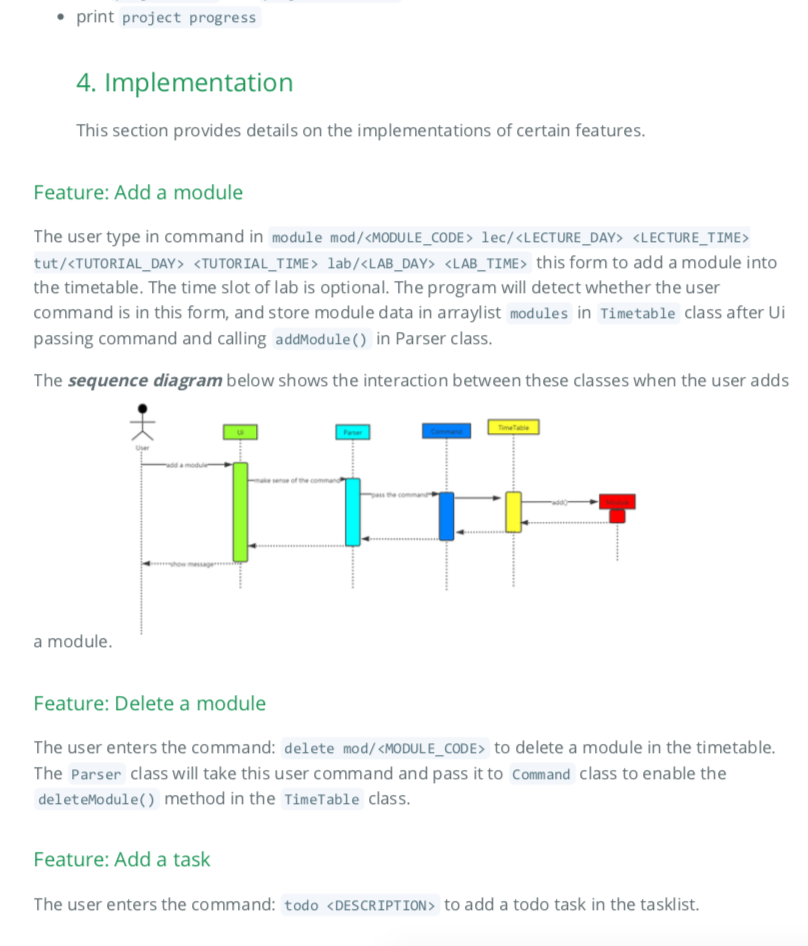 print project progress
4. Implementation
This section provides details on the implementations of certain features.
Feature: Add a module
The user type in command in module mod/<MODULE_CODE> lec/<LECTURE_DAY> <LECTURE_TIME>
tut/<TUTORIAL_DAY> <TUTORIAL_TIME> lab/<LAB_DAY> <LAB_TIME> this form to add a module into
the timetable. The time slot of lab is optional. The program will detect whether the user
command is in this form, and store module data in arraylist modules in Timetable class after Ui
passing command and calling addModule() in Parser class.
The sequence diagram below shows the interaction between these classes when the user adds
Ui
Parser
Command
TimeTable
User
add a module
make sense of the command
pass the command
add()
show message
a module.
Feature: Delete a module
The user enters the command: delete mod/<MODULE_CODE> to delete a module in the timetable.
The Parser class will take this user command and pass it to Command class to enable the
deleteModule() method in the TimeTable class.
Feature: Add a task
The user enters the command: todo <DESCRIPTION> to add a todo task in the tasklist.